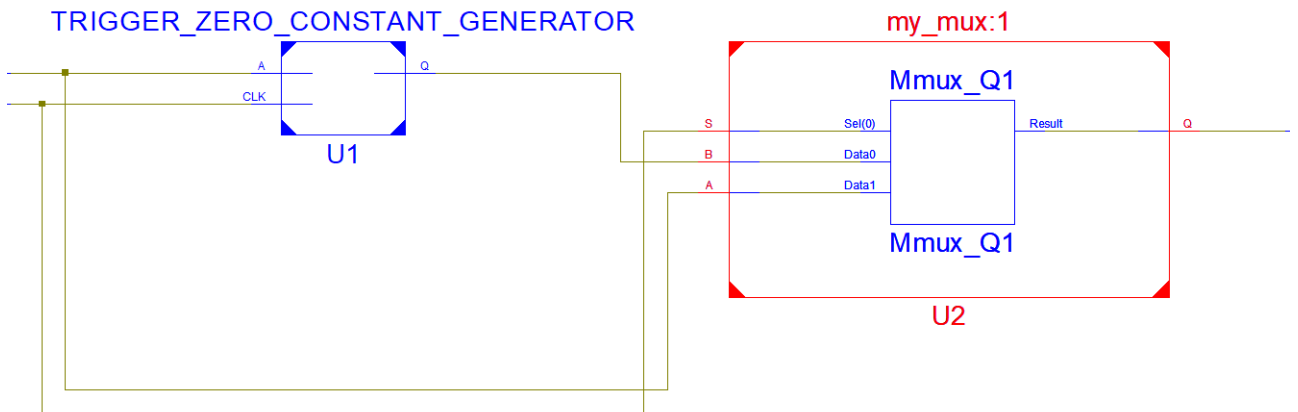 TRIGGER_ZERO_CONSTANT_GENERATOR
A
CLK
Q
U1
my_mux:1
Mmux_Q1
S
B
A
Sel(0)
Data0
Data1
Result
Q
Mmux_Q1
U2